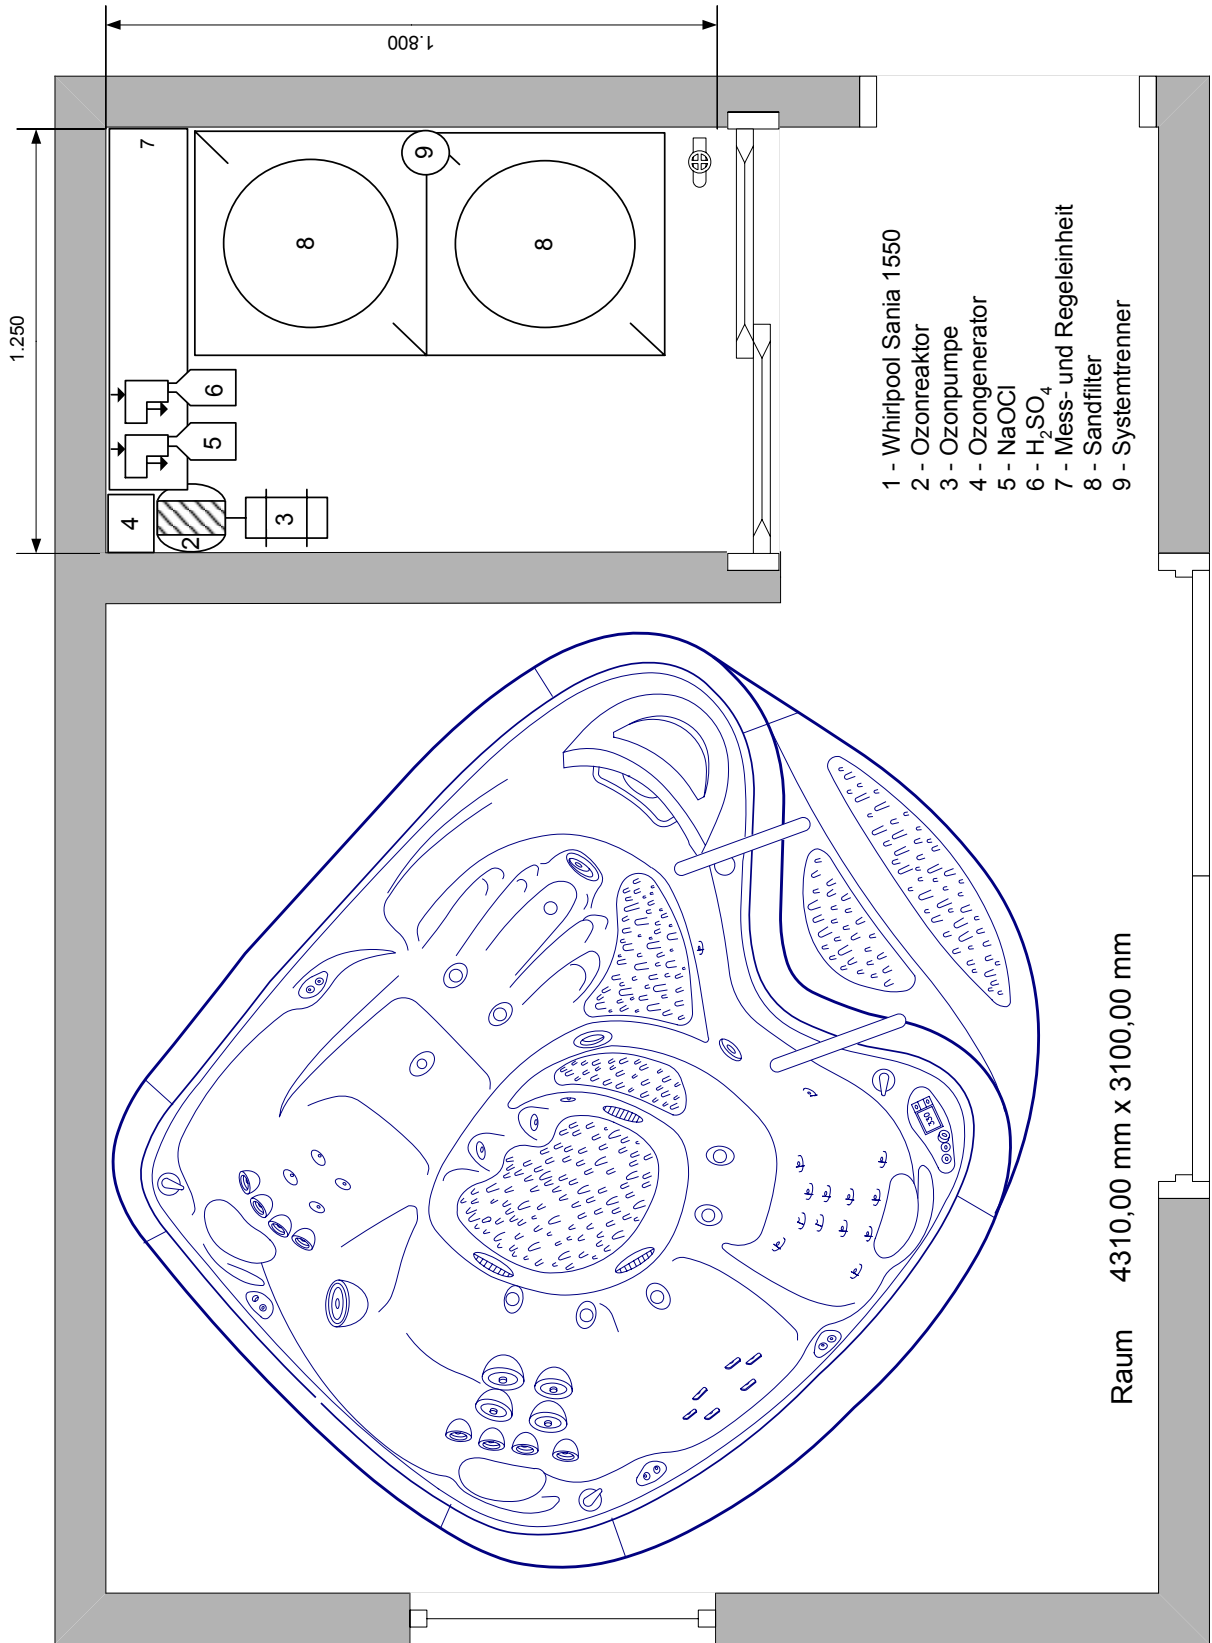 1.800
1.250
7
9
8
8
6
5
4
2
3
1 - Whirlpool Sania 1550
2 - Ozonreaktor
3 - Ozonpumpe
4 - Ozongenerator
5 - NaOCl
6 - H₂SO₄
7 - Mess- und Regeleinheit
8 - Sandfilter
9 - Systemtrenner
330
Raum 4310,00 mm x 3100,00 mm